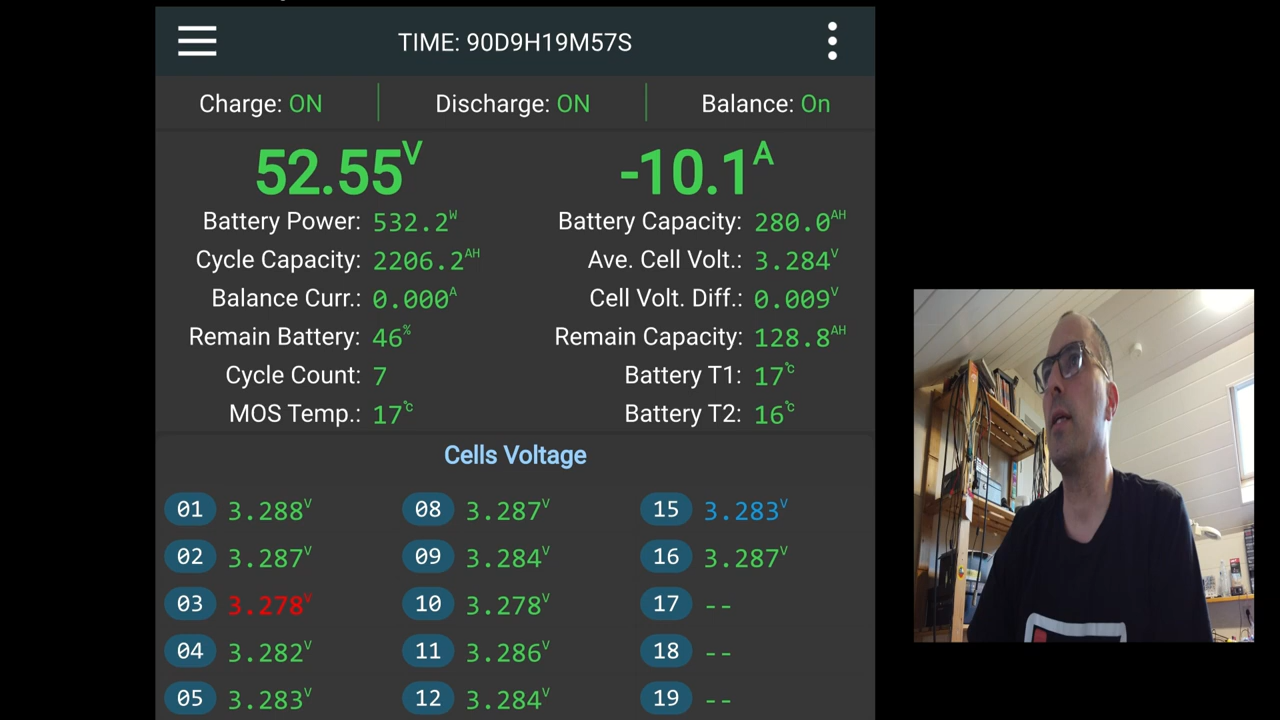 TIME: 90D9H19M57S
Charge: ON Discharge: ON Balance: On
52.55V -10.1A
Battery Power: 532.2W Battery Capacity: 280.0AH
Cycle Capacity: 2206.2AH Ave. Cell Volt.: 3.284V
Balance Curr.: 0.000A Cell Volt. Diff.: 0.009V
Remain Battery: 46% Remain Capacity: 128.8AH
Cycle Count: 7 Battery T1: 17℃
MOS Temp.: 17℃ Battery T2: 16℃
Cells Voltage
01 3.288V 08 3.287V 15 3.283V
02 3.287V 09 3.284V 16 3.287V
03 3.278V 10 3.278V 17 --
04 3.282V 11 3.286V 18 --
05 3.283V 12 3.284V 19 --